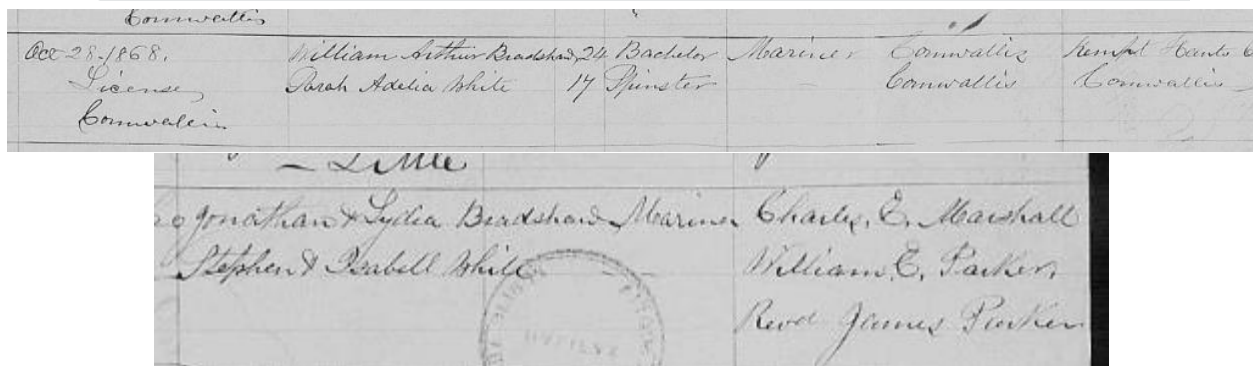 Cornwallis
Oct 28-1868. William Arthur Bradshaw 24 Bachelor Mariner Cornwallis Kempt Hants C
License Sarah Adelia White 17 Spinster Cornwallis Cornwallis
Cornwallis
- Little
Jonathan & Lydia Bradshaw Mariner Charles. E. Marshall
Stephen & Isabell White William E. Parker.
Revd James Parker